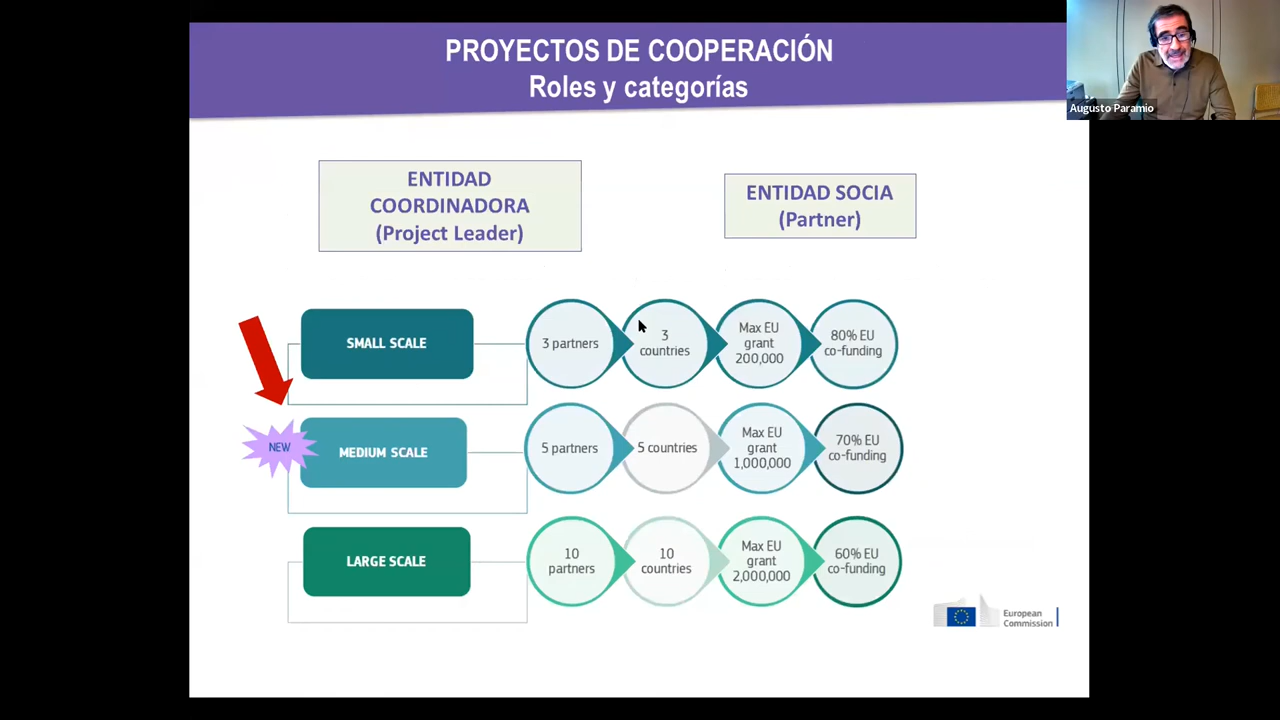 PROYECTOS DE COOPERACIÓN
Roles y categorías
Augusto Paramio
ENTIDAD
COORDINADORA
(Project Leader)
ENTIDAD SOCIA
(Partner)
SMALL SCALE
3 partners
3
countries
Max EU
grant
200,000
80% EU
co-funding
NEW
MEDIUM SCALE
5 partners
5 countries
Max EU
grant
1,000,000
70% EU
co-funding
LARGE SCALE
10
partners
10
countries
Max EU
grant
2,000,000
60% EU
co-funding
European
Commission